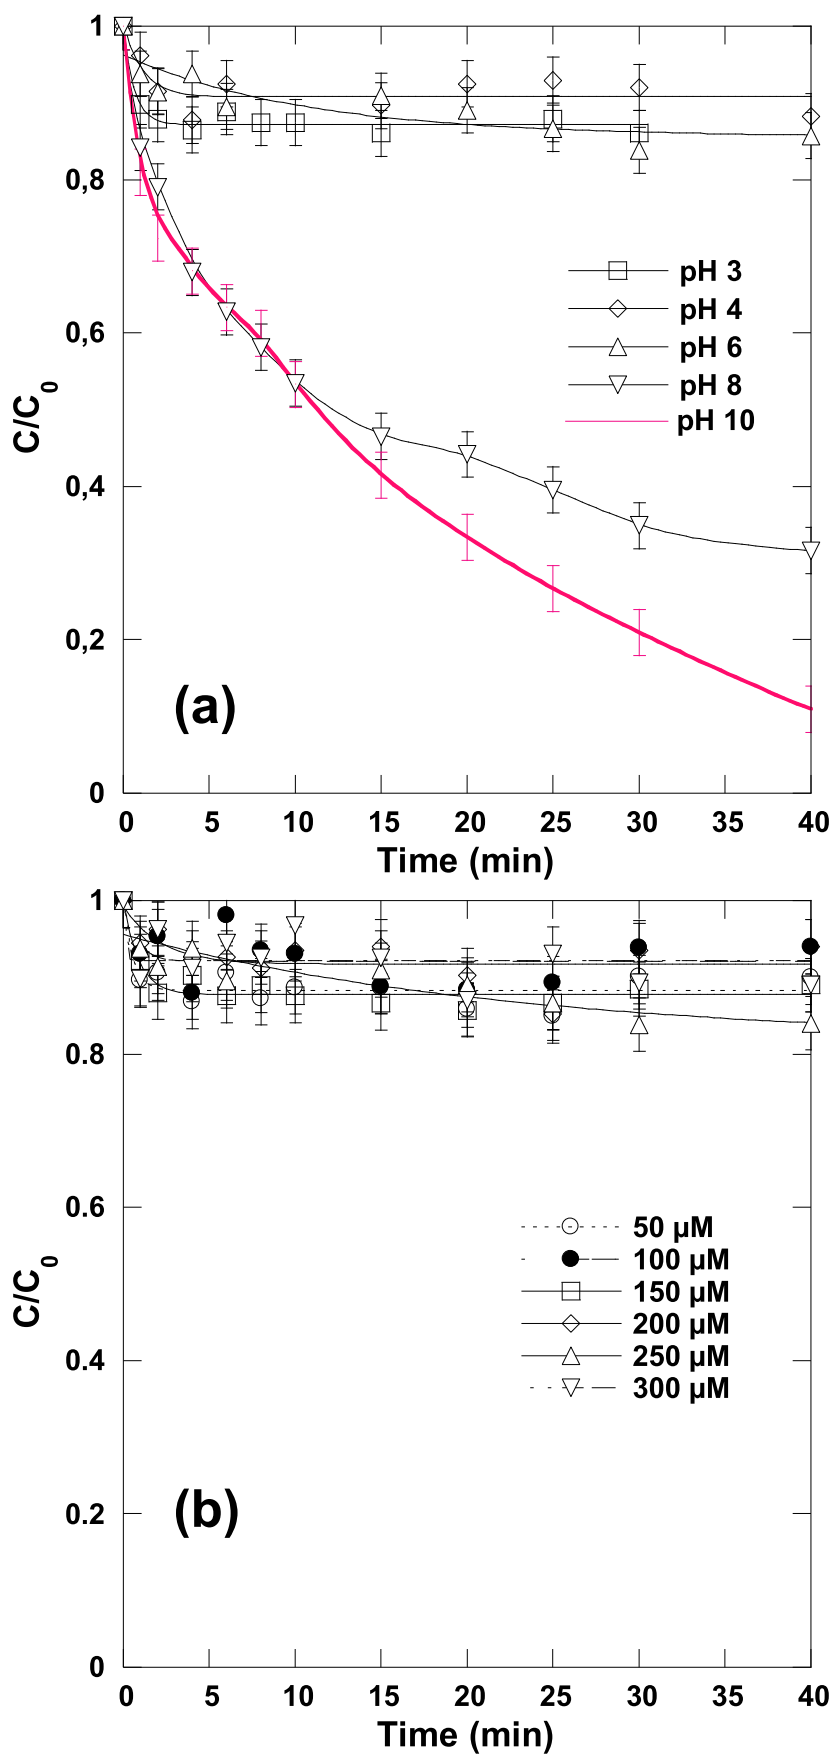 1
0,8
0,6
0,4
0,2
0
C/C0
pH 3
pH 4
pH 6
pH 8
pH 10
(a)
0 5 10 15 20 25 30 35 40
Time (min)
1
0.8
0.6
0.4
0.2
0
C/C0
50 µM
100 µM
150 µM
200 µM
250 µM
300 µM
(b)
0 5 10 15 20 25 30 35 40
Time (min)